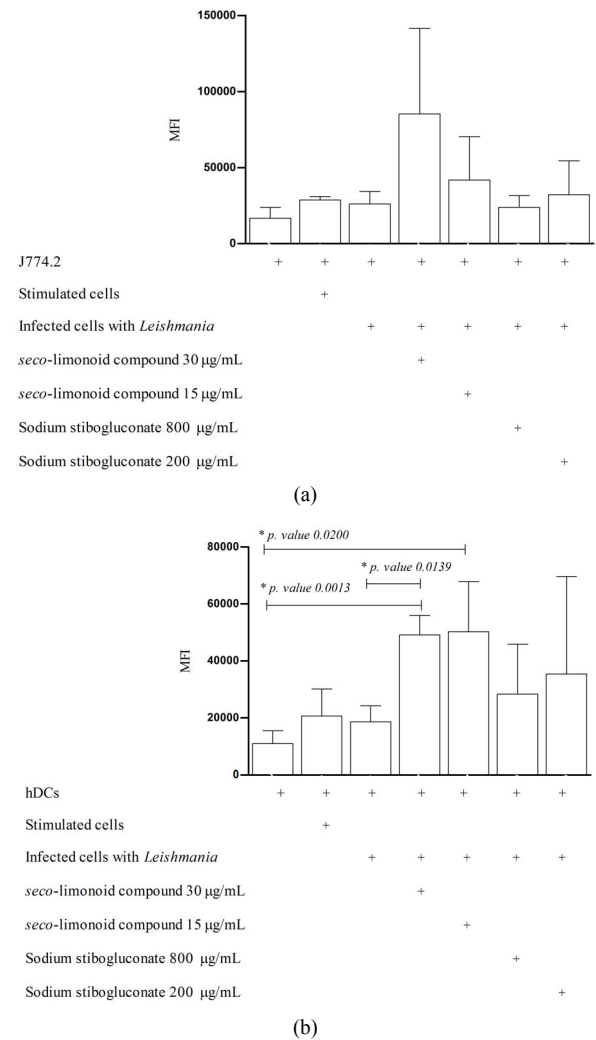 150000
100000
50000
0
MFI
J774.2 + + + + + + +
Stimulated cells +
Infected cells with Leishmania + + + + +
seco-limonoid compound 30 μg/mL +
seco-limonoid compound 15 μg/mL +
Sodium stibogluconate 800 μg/mL +
Sodium stibogluconate 200 μg/mL +
(a)
* p. value 0.0200
* p. value 0.0139
* p. value 0.0013
80000
60000
40000
20000
0
MFI
hDCs + + + + + + +
Stimulated cells +
Infected cells with Leishmania + + + + +
seco-limonoid compound 30 μg/mL +
seco-limonoid compound 15 μg/mL +
Sodium stibogluconate 800 μg/mL +
Sodium stibogluconate 200 μg/mL +
(b)